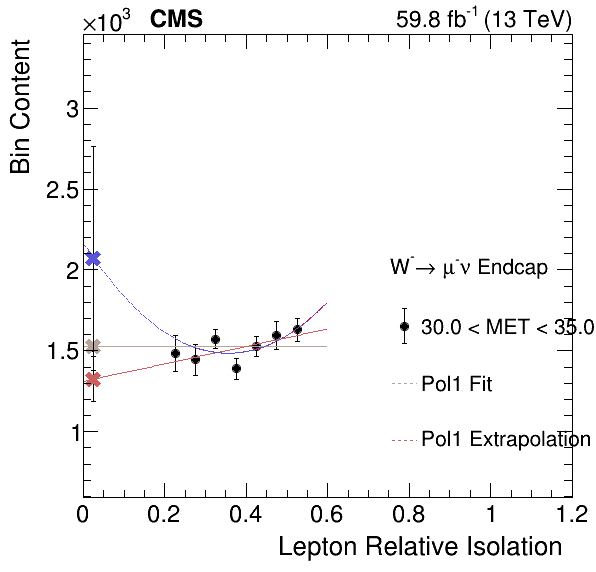 ×10³ CMS 59.8 fb⁻¹ (13 TeV)
Bin Content
3
2.5
2
1.5
1
W⁻→ μ⁻ν Endcap
30.0 < MET < 35.0
Pol1 Fit
Pol1 Extrapolation
0 0.2 0.4 0.6 0.8 1 1.2
Lepton Relative Isolation